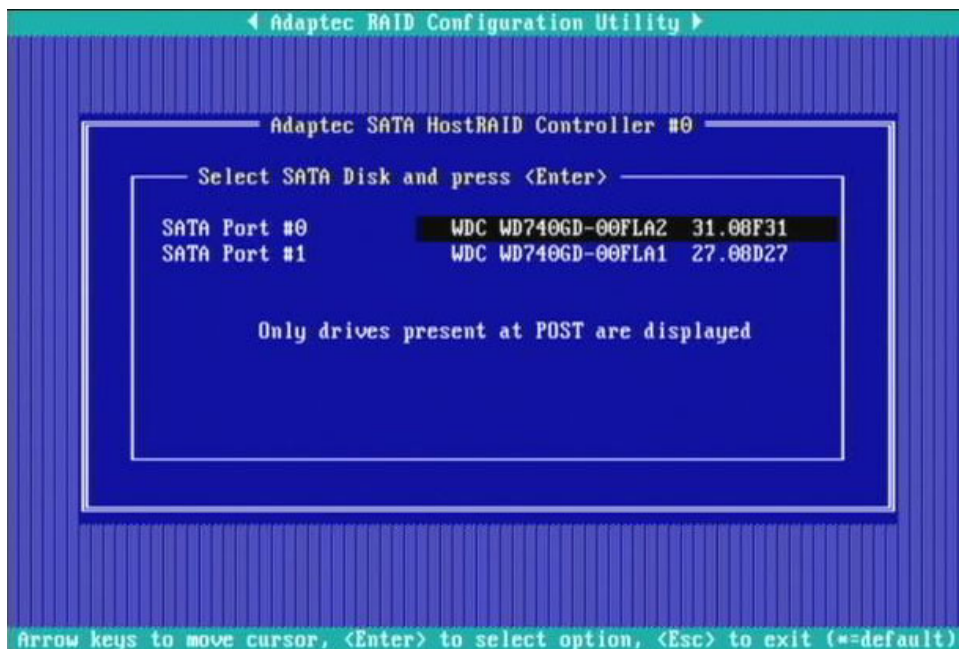 Adaptec RAID Configuration Utility
Adaptec SATA HostRAID Controller #0
Select SATA Disk and press <Enter>
SATA Port #0 WDC WD740GD-00FLA2 31.08F31
SATA Port #1 WDC WD740GD-00FLA1 27.08D27
Only drives present at POST are displayed
Arrow keys to move cursor, <Enter> to select option, <Esc> to exit (*=default)